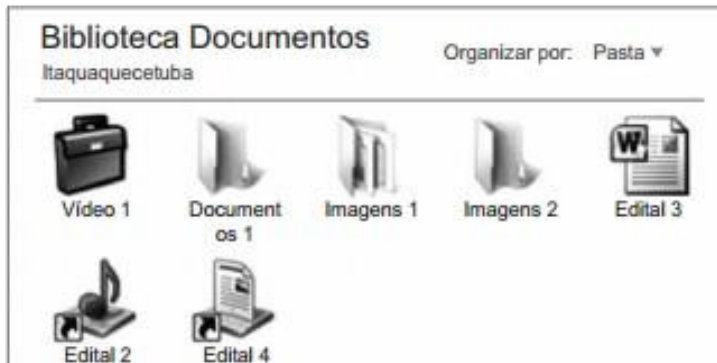 Biblioteca Documentos
Itaquaquecetuba
Organizar por: Pasta ▼
Vídeo 1
Document
os 1
Imagens 1
Imagens 2
W
Edital 3
Edital 2
Edital 4